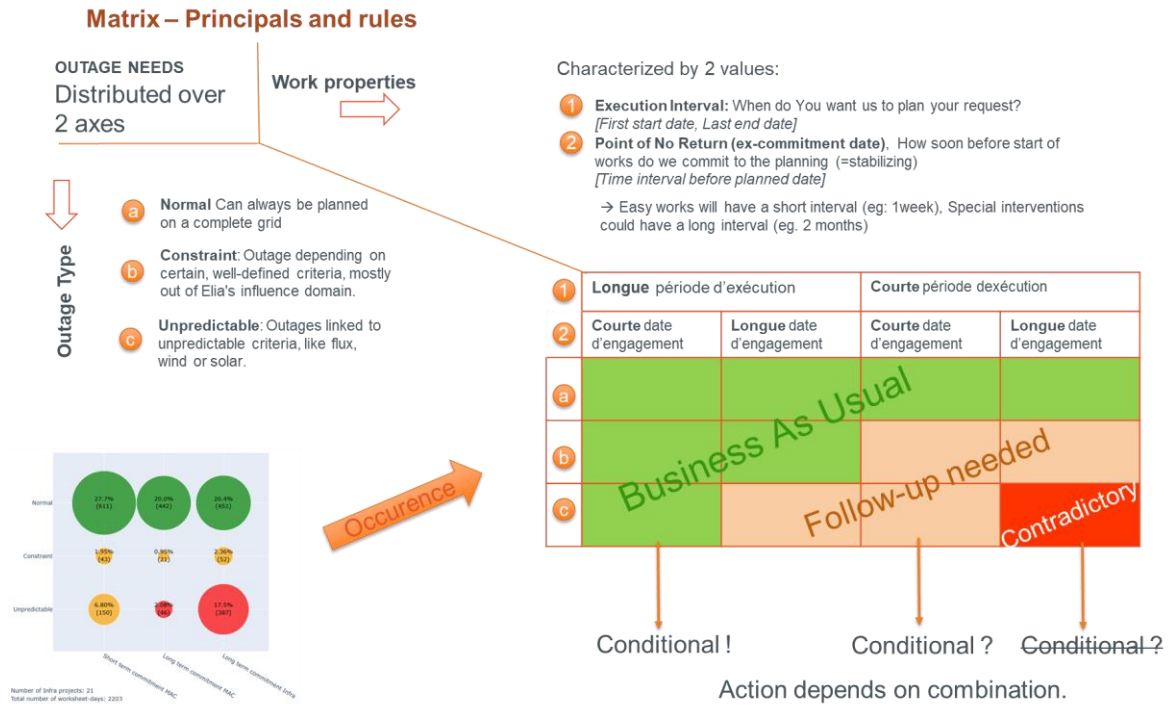 Matrix – Principals and rules
OUTAGE NEEDS
Distributed over
2 axes
Work properties
Characterized by 2 values:
1 Execution Interval: When do You want us to plan your request?
[First start date, Last end date]
2 Point of No Return (ex-commitment date), How soon before start of
works do we commit to the planning (=stabilizing)
[Time interval before planned date]
→ Easy works will have a short interval (eg: 1week), Special interventions
could have a long interval (eg. 2 months)
Outage Type
a Normal Can always be planned
on a complete grid
b Constraint: Outage depending on
certain, well-defined criteria, mostly
out of Elia's influence domain.
c Unpredictable: Outages linked to
unpredictable criteria, like flux,
wind or solar.
1 Longue période d'exécution Courte période dexécution
2 Courte date
d'engagement
Longue date
d'engagement
Courte date
d'engagement
Longue date
d'engagement
a
b
c
Business As Usual
Follow-up needed
Contradictory
Occurence
Normal
27.7%
(611)
20.0%
(442)
20.4%
(451)
Constraint
1.95%
(43)
0.95%
(21)
2.36%
(52)
Unpredictable
6.80%
(150)
2.08%
(46)
17.5%
(387)
Short term commitment MAC
Long term commitment MAC
Long term commitment Infra
Number of Infra projects: 21
Total number of worksheet-days: 2203
Conditional !
Conditional ?
Conditional ?
Action depends on combination.